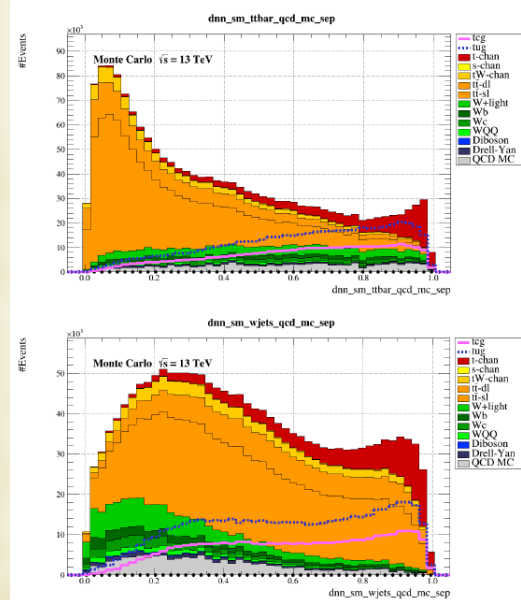 dnn_sm_ttbar_qcd_mc_sep
×10³
#Events
Monte Carlo √s = 13 TeV
90
80
70
60
50
40
30
20
10
0
0.0 0.2 0.4 0.6 0.8 1.0
dnn_sm_ttbar_qcd_mc_sep
tcg
tug
t-chan
s-chan
tW-chan
tt̄-dl
tt̄-sl
W+light
Wb
Wc
WQQ
Diboson
Drell-Yan
QCD MC
dnn_sm_wjets_qcd_mc_sep
×10³
#Events
Monte Carlo √s = 13 TeV
50
40
30
20
10
0
0.0 0.2 0.4 0.6 0.8 1.0
dnn_sm_wjets_qcd_mc_sep
tcg
tug
t-chan
s-chan
tW-chan
tt̄-dl
tt̄-sl
W+light
Wb
Wc
WQQ
Diboson
Drell-Yan
QCD MC